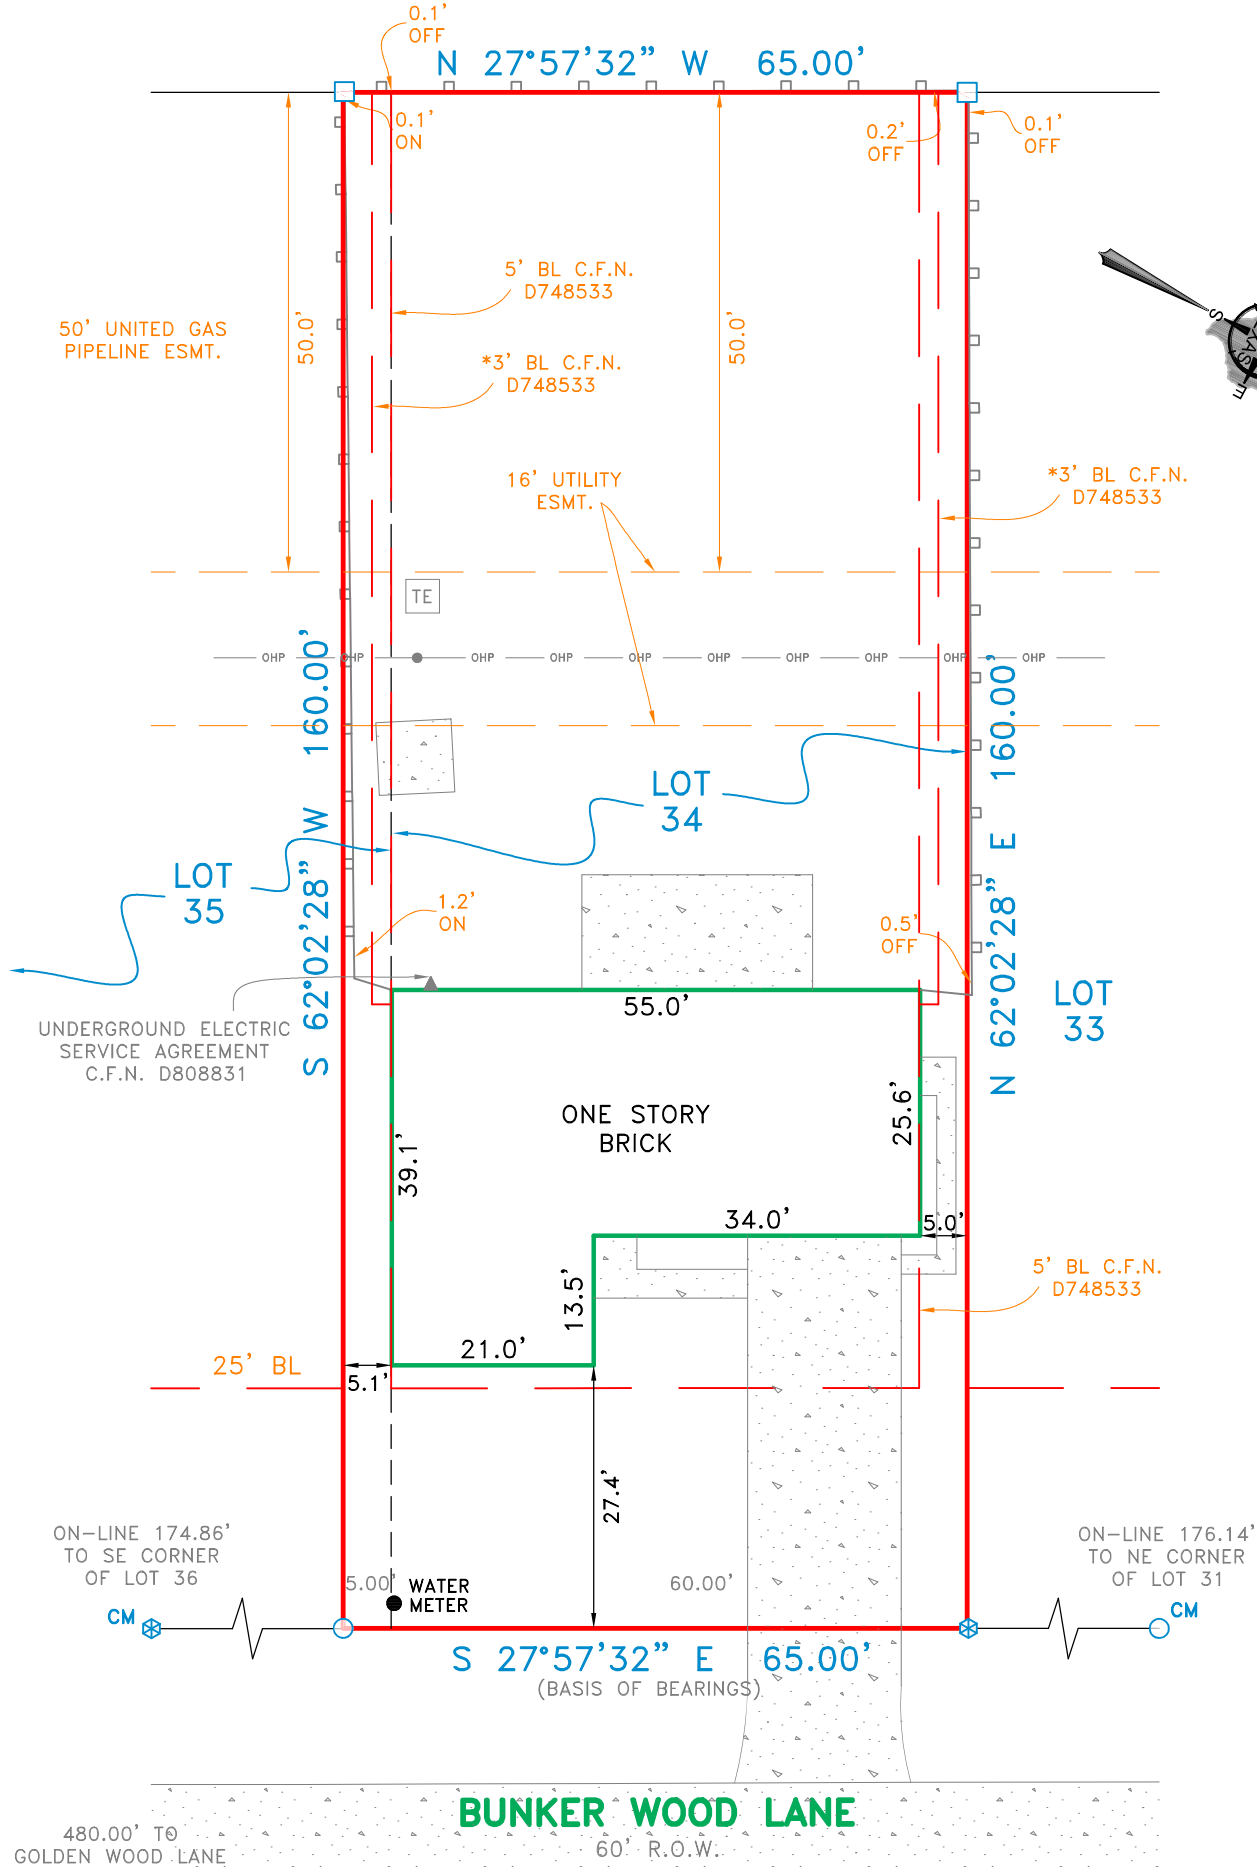 0.1'
OFF
N 27°57'32" W 65.00'
0.1'
ON
0.2'
OFF
0.1'
OFF
5' BL C.F.N.
D748533
50' UNITED GAS
PIPELINE ESMT.
50.0'
50.0'
*3' BL C.F.N.
D748533
S
E
16' UTILITY
ESMT.
*3' BL C.F.N.
D748533
TE
OHP OHP OHP OHP OHP OHP OHP OHP OHP OHP
S 62°02'28" W 160.00'
N 62°02'28" E 160.00'
LOT
34
LOT
35
1.2'
ON
0.5'
OFF
LOT
33
55.0'
UNDERGROUND ELECTRIC
SERVICE AGREEMENT
C.F.N. D808831
ONE STORY
BRICK
39.1'
25.6'
34.0'
5.0'
13.5'
21.0'
5' BL C.F.N.
D748533
25' BL
5.1'
27.4'
ON-LINE 174.86'
TO SE CORNER
OF LOT 36
ON-LINE 176.14'
TO NE CORNER
OF LOT 31
5.00'
WATER
METER
60.00'
CM
CM
S 27°57'32" E 65.00'
(BASIS OF BEARINGS)
BUNKER WOOD LANE
60' R.O.W.
480.00' TO
GOLDEN WOOD LANE